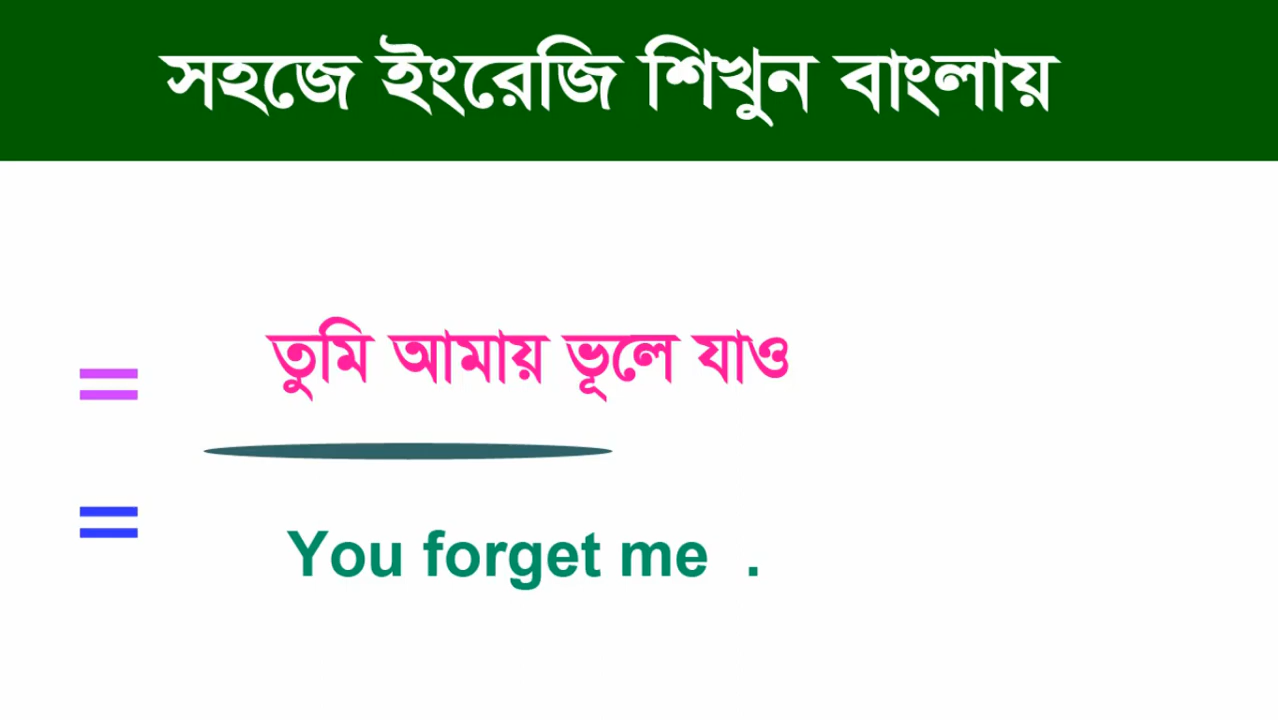 সহজে ইংরেজি শিখুন বাংলায়
= তুমি আমায় ভূলে যাও
= You forget me .